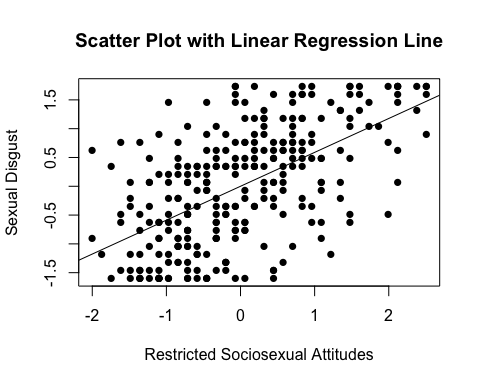 Scatter Plot with Linear Regression Line
Sexual Disgust
1.5
0.5
-0.5
-1.5
-2 -1 0 1 2
Restricted Sociosexual Attitudes